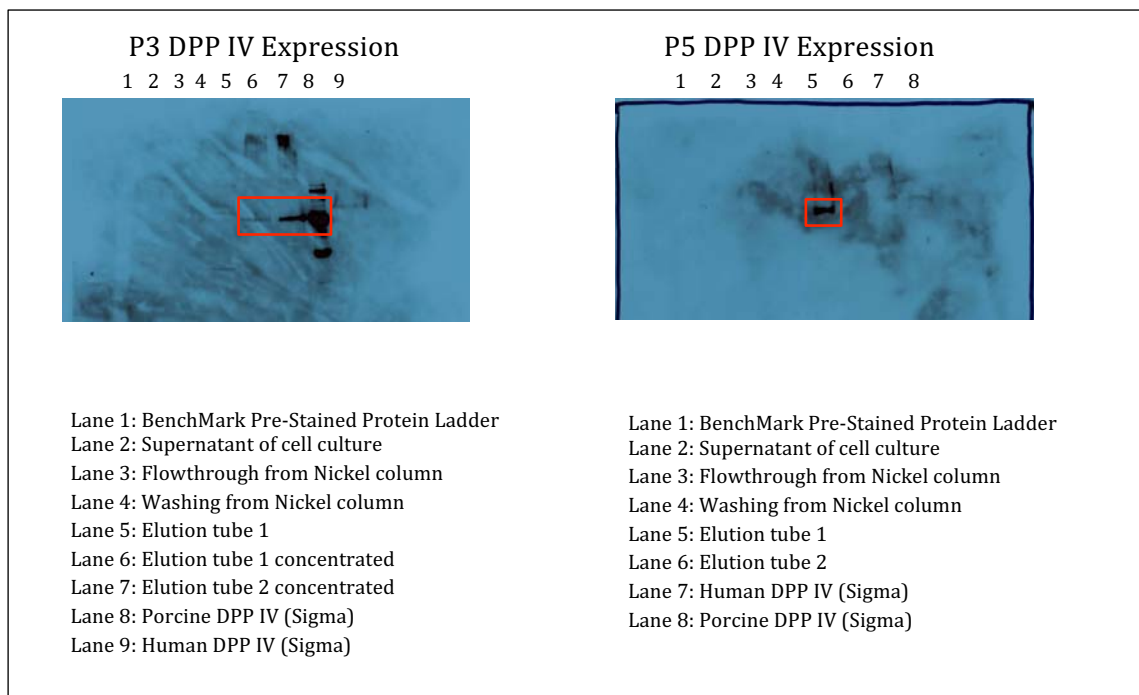 P3 DPP IV Expression
1 2 3 4 5 6 7 8 9
Lane 1: BenchMark Pre-Stained Protein Ladder
Lane 2: Supernatant of cell culture
Lane 3: Flowthrough from Nickel column
Lane 4: Washing from Nickel column
Lane 5: Elution tube 1
Lane 6: Elution tube 1 concentrated
Lane 7: Elution tube 2 concentrated
Lane 8: Porcine DPP IV (Sigma)
Lane 9: Human DPP IV (Sigma)
P5 DPP IV Expression
1 2 3 4 5 6 7 8
Lane 1: BenchMark Pre-Stained Protein Ladder
Lane 2: Supernatant of cell culture
Lane 3: Flowthrough from Nickel column
Lane 4: Washing from Nickel column
Lane 5: Elution tube 1
Lane 6: Elution tube 2
Lane 7: Human DPP IV (Sigma)
Lane 8: Porcine DPP IV (Sigma)